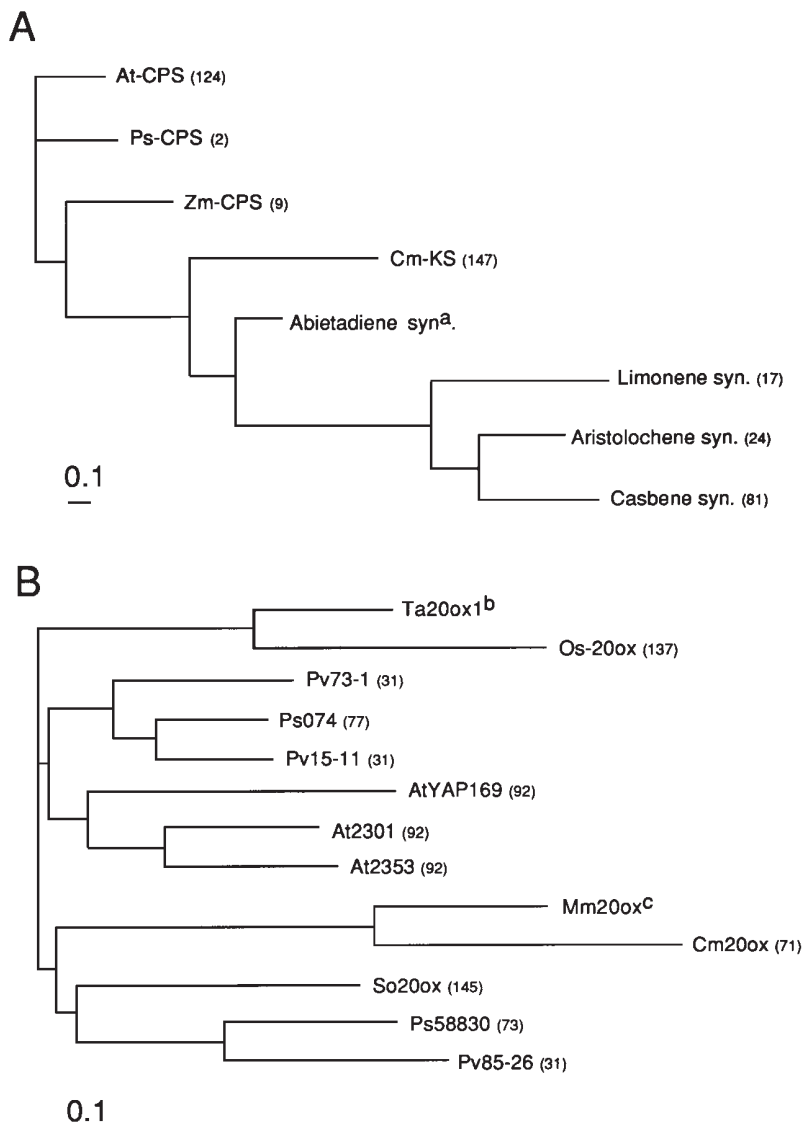 A
At-CPS (124)
Ps-CPS (2)
Zm-CPS (9)
Cm-KS (147)
Abietadiene syna.
Limonene syn. (17)
Aristolochene syn. (24)
Casbene syn. (81)
0.1
B
Ta20ox1b
Os-20ox (137)
Pv73-1 (31)
Ps074 (77)
Pv15-11 (31)
AtYAP169 (92)
At2301 (92)
At2353 (92)
Mm20oxc
Cm20ox (71)
So20ox (145)
Ps58830 (73)
Pv85-26 (31)
0.1